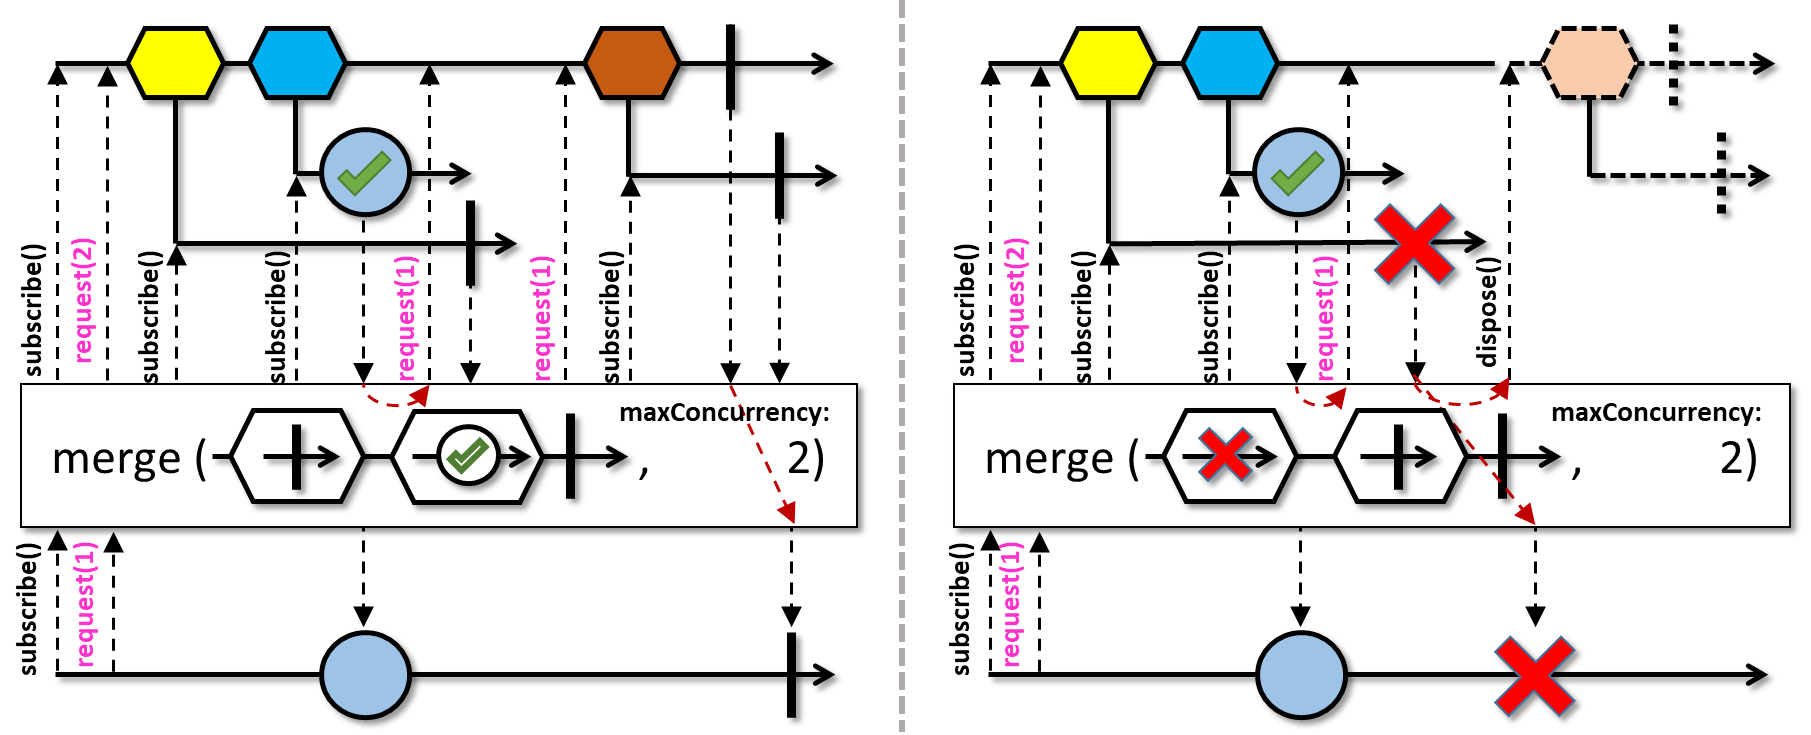 subscribe()
request(2)
subscribe()
subscribe()
request(1)
request(1)
subscribe()
maxConcurrency:
merge ( , 2)
subscribe()
request(1)
subscribe()
request(2)
subscribe()
subscribe()
request(1)
dispose()
maxConcurrency:
merge ( , 2)
subscribe()
request(1)